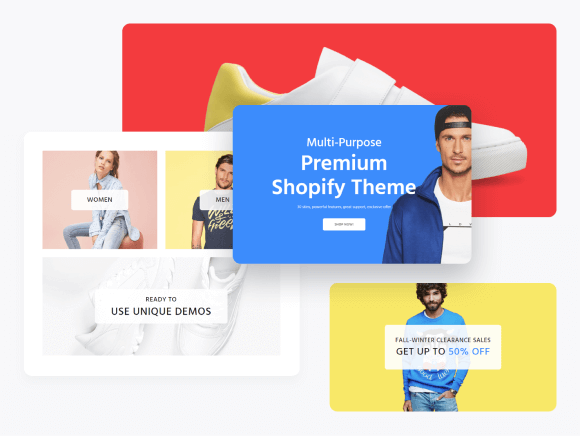 Multi-Purpose
Premium
Shopify Theme
SHOP NOW
WOMEN
MEN
READY TO
USE UNIQUE DEMOS
FALL-WINTER CLEARANCE SALES
GET UP TO 50% OFF